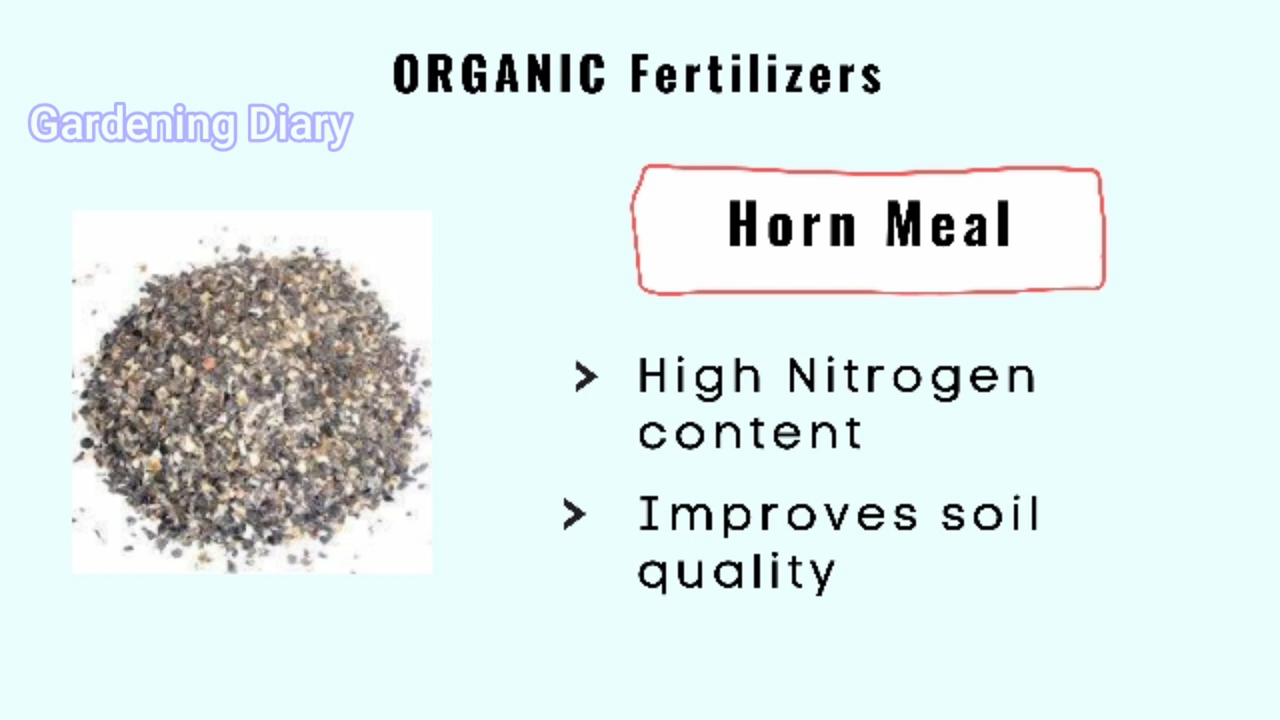 ORGANIC Fertilizers
Gardening Diary
Horn Meal
> High Nitrogen
content
> Improves soil
quality